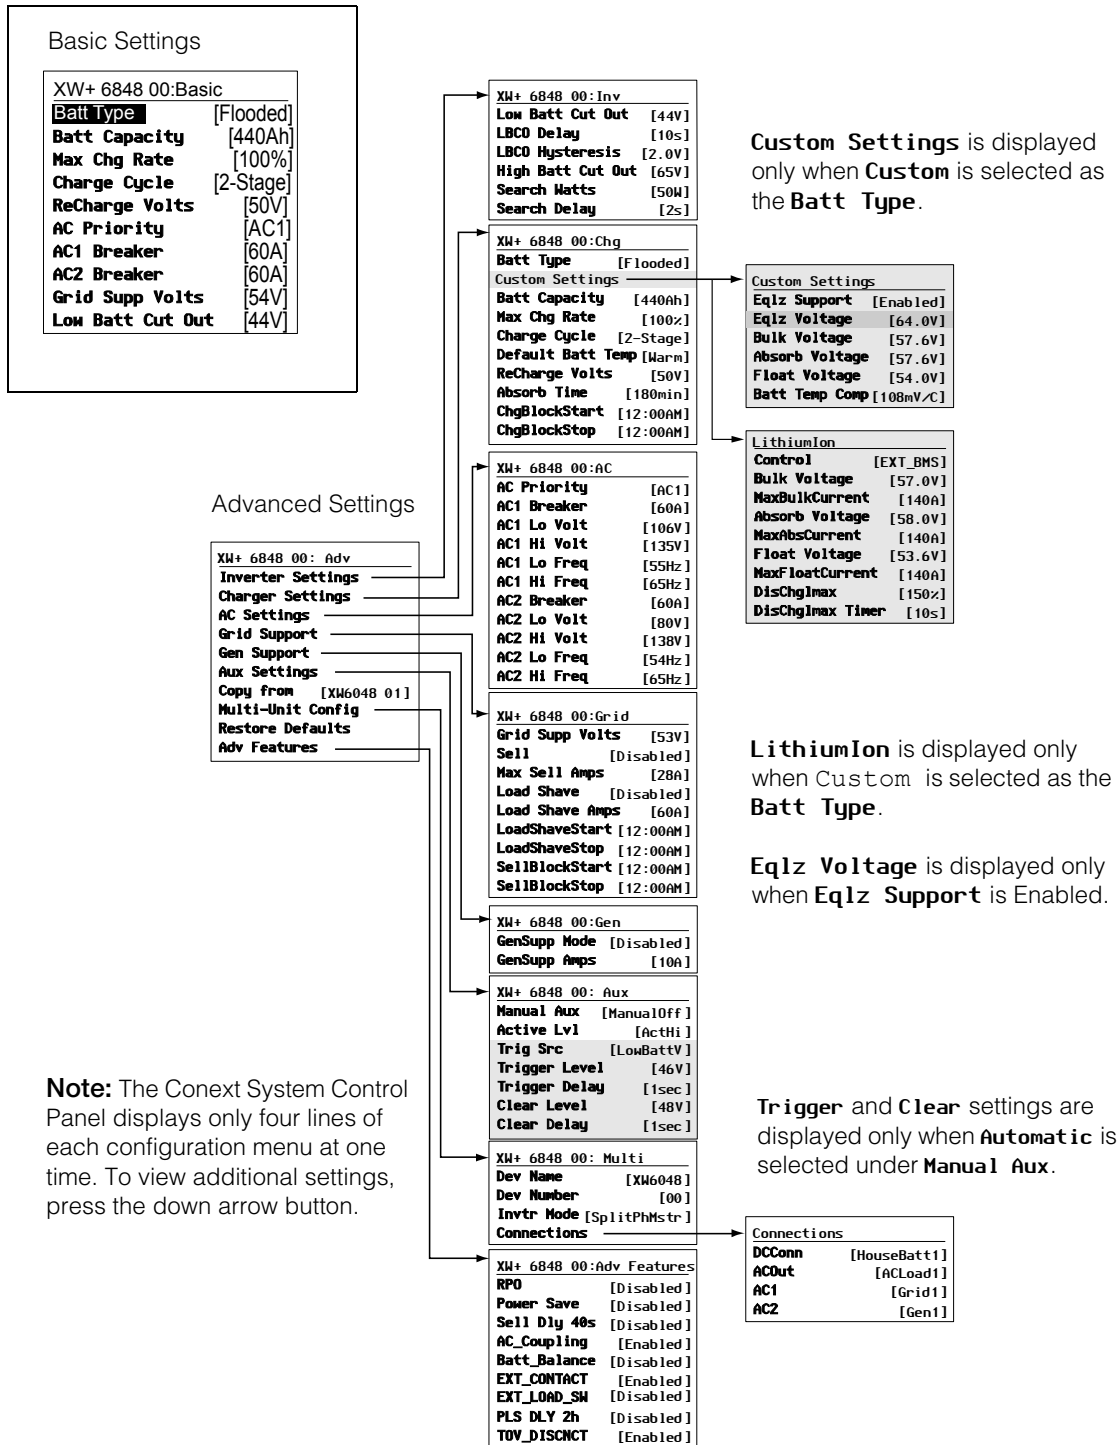 Basic Settings
XW+ 6848 00:Basic
Batt Type [Flooded]
Batt Capacity [440Ah]
Max Chg Rate [100%]
Charge Cycle [2-Stage]
ReCharge Volts [50V]
AC Priority [AC1]
AC1 Breaker [60A]
AC2 Breaker [60A]
Grid Supp Volts [54V]
Low Batt Cut Out [44V]
Advanced Settings
XW+ 6848 00: Adv
Inverter Settings
Charger Settings
AC Settings
Grid Support
Gen Support
Aux Settings
Copy from [XW6048 01]
Multi-Unit Config
Restore Defaults
Adv Features
Note: The Conext System Control
Panel displays only four lines of
each configuration menu at one
time. To view additional settings,
press the down arrow button.
XW+ 6848 00:Inv
Low Batt Cut Out [44V]
LBCO Delay [10s]
LBCO Hysteresis [2.0V]
High Batt Cut Out [65V]
Search Watts [50W]
Search Delay [2s]
XW+ 6848 00:Chg
Batt Type [Flooded]
Custom Settings
Batt Capacity [440Ah]
Max Chg Rate [100%]
Charge Cycle [2-Stage]
Default Batt Temp [Warm]
ReCharge Volts [50V]
Absorb Time [180min]
ChgBlockStart [12:00AM]
ChgBlockStop [12:00AM]
XW+ 6848 00:AC
AC Priority [AC1]
AC1 Breaker [60A]
AC1 Lo Volt [106V]
AC1 Hi Volt [135V]
AC1 Lo Freq [55Hz]
AC1 Hi Freq [65Hz]
AC2 Breaker [60A]
AC2 Lo Volt [80V]
AC2 Hi Volt [138V]
AC2 Lo Freq [54Hz]
AC2 Hi Freq [65Hz]
XW+ 6848 00:Grid
Grid Supp Volts [53V]
Sell [Disabled]
Max Sell Amps [28A]
Load Shave [Disabled]
Load Shave Amps [60A]
LoadShaveStart [12:00AM]
LoadShaveStop [12:00AM]
SellBlockStart [12:00AM]
SellBlockStop [12:00AM]
XW+ 6848 00:Gen
GenSupp Mode [Disabled]
GenSupp Amps [10A]
XW+ 6848 00: Aux
Manual Aux [ManualOff]
Active Lvl [ActHi]
Trig Src [LowBattV]
Trigger Level [46V]
Trigger Delay [1sec]
Clear Level [48V]
Clear Delay [1sec]
XW+ 6848 00: Multi
Dev Name [XW6048]
Dev Number [00]
Invtr Mode [SplitPhMstr]
Connections
XW+ 6848 00:Adv Features
RPO [Disabled]
Power Save [Disabled]
Sell Dly 40s [Disabled]
AC_Coupling [Enabled]
Batt_Balance [Disabled]
EXT_CONTACT [Enabled]
EXT_LOAD_SW [Disabled]
PLS DLY 2h [Disabled]
TOV_DISCNCT [Enabled]
Custom Settings is displayed
only when Custom is selected as
the Batt Type.
Custom Settings
Eqlz Support [Enabled]
Eqlz Voltage [64.0V]
Bulk Voltage [57.6V]
Absorb Voltage [57.6V]
Float Voltage [54.0V]
Batt Temp Comp [108mV/C]
LithiumIon
Control [EXT_BMS]
Bulk Voltage [57.0V]
MaxBulkCurrent [140A]
Absorb Voltage [58.0V]
MaxAbsCurrent [140A]
Float Voltage [53.6V]
MaxFloatCurrent [140A]
DisChgImax [150%]
DisChgImax Timer [10s]
LithiumIon is displayed only
when Custom is selected as the
Batt Type.
Eqlz Voltage is displayed only
when Eqlz Support is Enabled.
Trigger and Clear settings are
displayed only when Automatic is
selected under Manual Aux.
Connections
DCConn [HouseBatt1]
ACOut [ACLoad1]
AC1 [Grid1]
AC2 [Gen1]